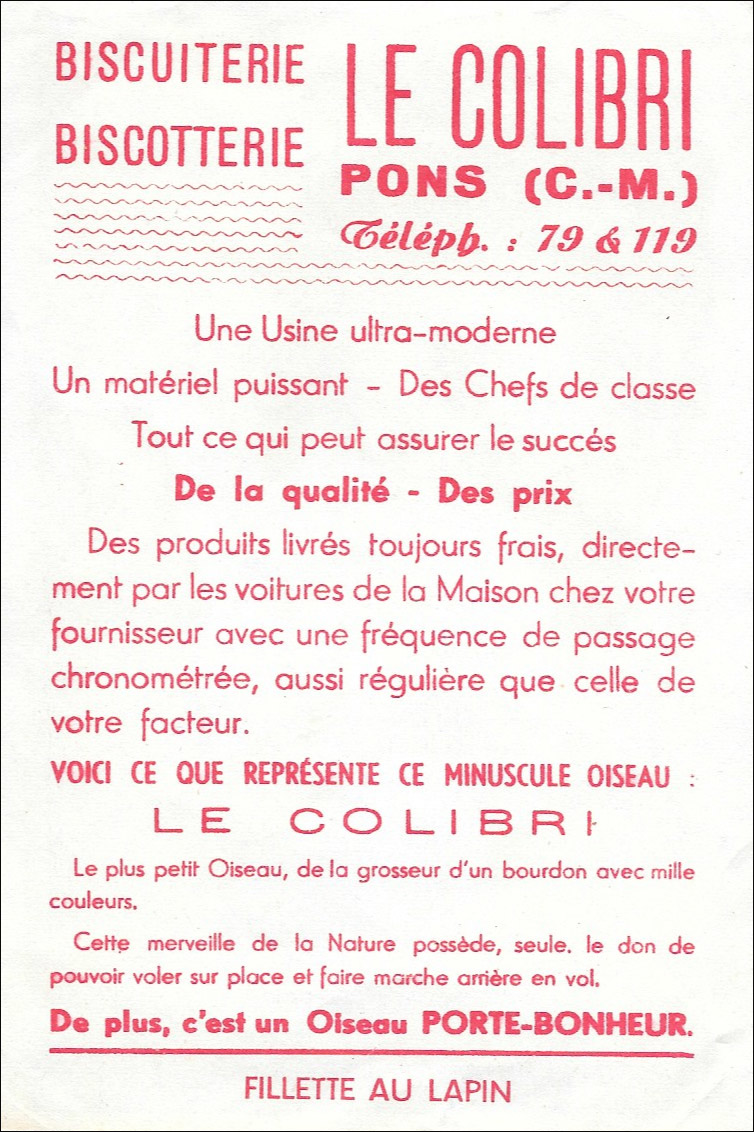 BISCUITERIE
BISCOTTERIE
LE COLIBRI
PONS (C.-M.)
Téléph. : 79 & 119
Une Usine ultra-moderne
Un matériel puissant - Des Chefs de classe
Tout ce qui peut assurer le succés
De la qualité - Des prix
Des produits livrés toujours frais, directe-
ment par les voitures de la Maison chez votre
fournisseur avec une fréquence de passage
chronométrée, aussi régulière que celle de
votre facteur.
VOICI CE QUE REPRÉSENTE CE MINUSCULE OISEAU :
LE COLIBRI
Le plus petit Oiseau, de la grosseur d'un bourdon avec mille
couleurs.
Cette merveille de la Nature possède, seule. le don de
pouvoir voler sur place et faire marche arrière en vol.
De plus, c'est un Oiseau PORTE-BONHEUR.
FILLETTE AU LAPIN